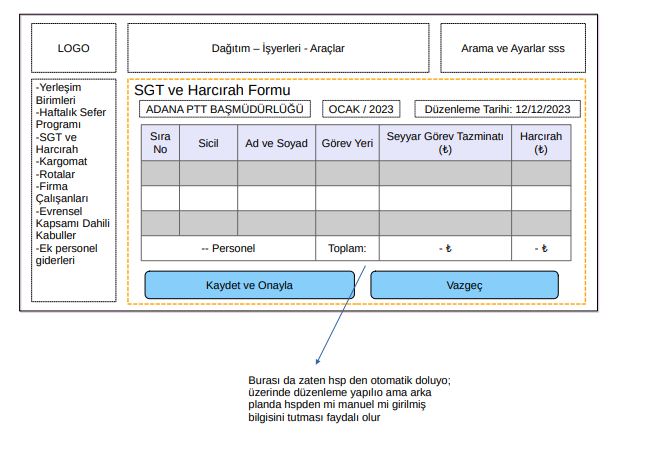 LOGO
Dağıtım – İşyerleri - Araçlar
Arama ve Ayarlar sss
-Yerleşim
Birimleri
-Haftalık Sefer
Programı
-SGT ve
Harcırah
-Kargomat
-Rotalar
-Firma
Çalışanları
-Evrensel
Kapsamı Dahili
Kabuller
-Ek personel
giderleri
SGT ve Harcırah Formu
ADANA PTT BAŞMÜDÜRLÜĞÜ
OCAK / 2023
Düzenleme Tarihi: 12/12/2023
Sıra
No
Sicil
Ad ve Soyad
Görev Yeri
Seyyar Görev Tazminatı
(₺)
Harcırah
(₺)
-- Personel
Toplam:
- ₺
- ₺
Kaydet ve Onayla
Vazgeç
Burası da zaten hsp den otomatik doluyo;
üzerinde düzenleme yapılıo ama arka
planda hspden mi manuel mi girilmiş
bilgisini tutması faydalı olur